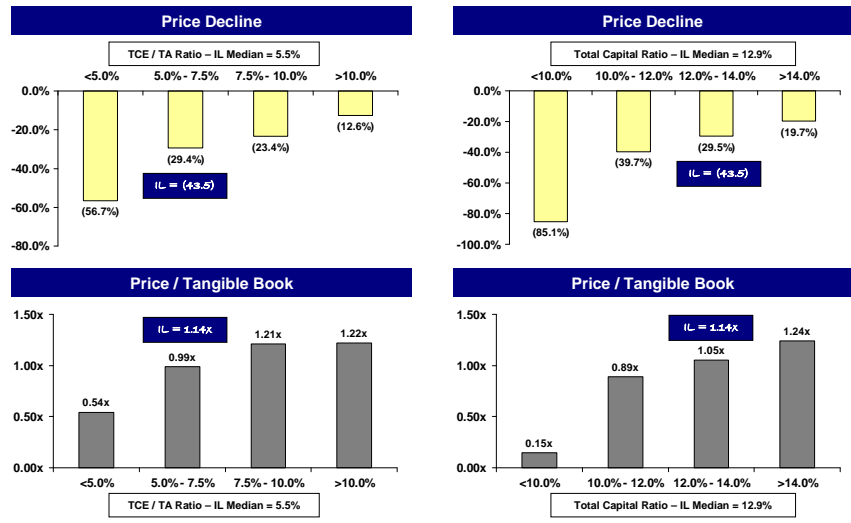 Price Decline
TCE / TA Ratio – IL Median = 5.5%
<5.0% 5.0% - 7.5% 7.5% - 10.0% >10.0%
0.0%
-20.0%
-40.0%
-60.0%
-80.0%
(56.7%)
(29.4%)
(23.4%)
(12.6%)
IL = (43.5)
Price Decline
Total Capital Ratio – IL Median = 12.9%
<10.0% 10.0% - 12.0% 12.0% - 14.0% >14.0%
0.0%
-20.0%
-40.0%
-60.0%
-80.0%
-100.0%
(85.1%)
(39.7%)
(29.5%)
(19.7%)
IL = (43.5)
Price / Tangible Book
1.50x
1.00x
0.50x
0.00x
IL = 1.14x
0.54x
0.99x
1.21x
1.22x
<5.0% 5.0% - 7.5% 7.5% - 10.0% >10.0%
TCE / TA Ratio – IL Median = 5.5%
Price / Tangible Book
1.50x
1.00x
0.50x
0.00x
IL = 1.14x
0.15x
0.89x
1.05x
1.24x
<10.0% 10.0% - 12.0% 12.0% - 14.0% >14.0%
Total Capital Ratio – IL Median = 12.9%